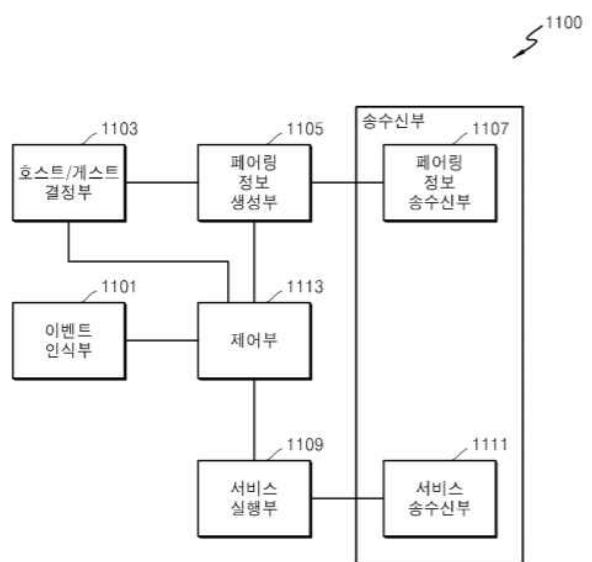 1100
송수신부
1103
호스트/게스트
결정부
1105
페어링
정보
생성부
1107
페어링
정보
송수신부
1101
이벤트
인식부
1113
제어부
1109
서비스
실행부
1111
서비스
송수신부